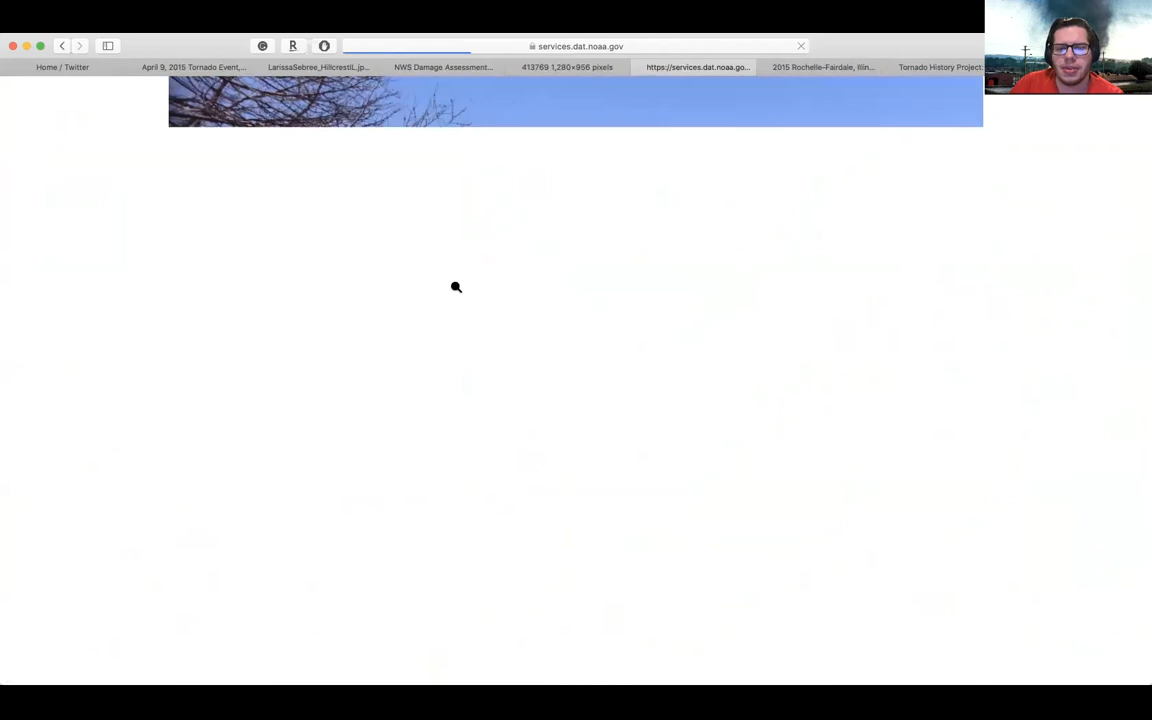 services.dat.noaa.gov
Home / Twitter
April 9, 2015 Tornado Event,...
LarissaSebree_HillcrestIL.jp...
NWS Damage Assessment...
413769 1,280×956 pixels
https://services.dat.noaa.go...
2015 Rochelle–Fairdale, Illin...
Tornado History Project: